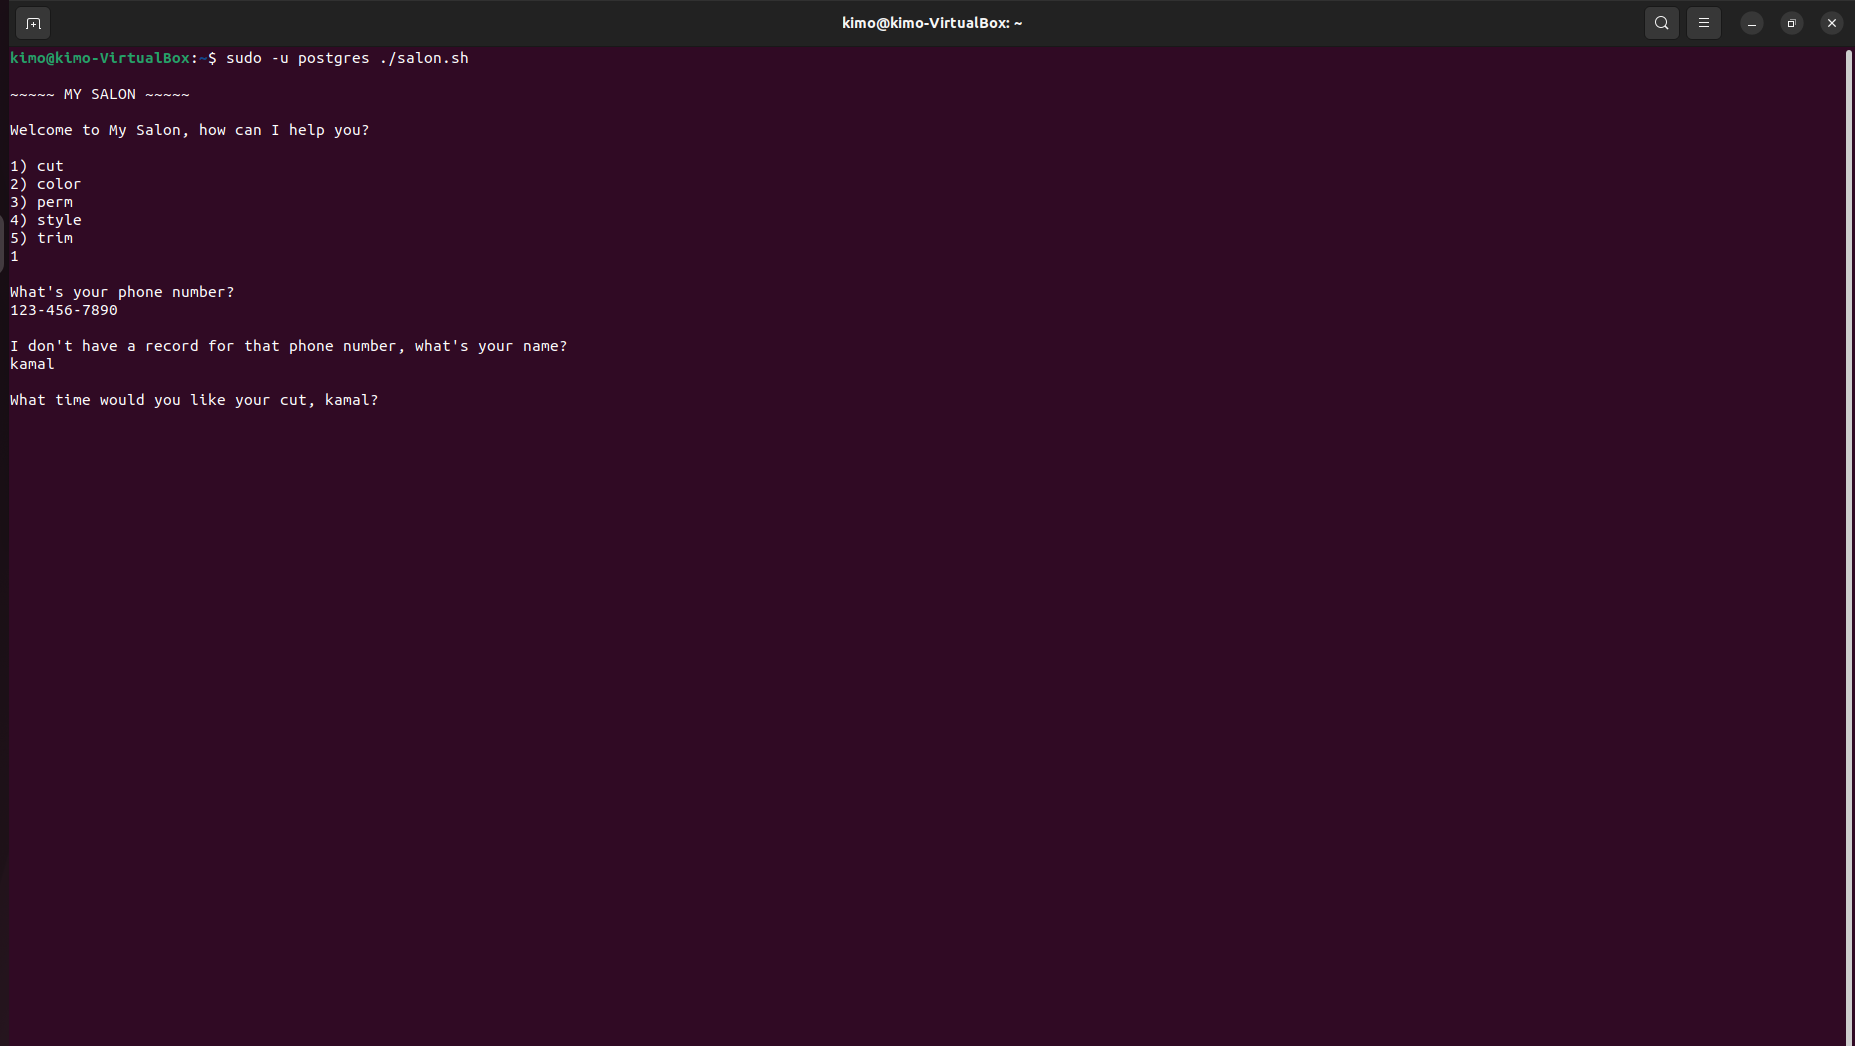 kimo@kimo-VirtualBox: ~
kimo@kimo-VirtualBox:~$ sudo -u postgres ./salon.sh
~~~~~ MY SALON ~~~~~
Welcome to My Salon, how can I help you?
1) cut
2) color
3) perm
4) style
5) trim
1
What's your phone number?
123-456-7890
I don't have a record for that phone number, what's your name?
kamal
What time would you like your cut, kamal?